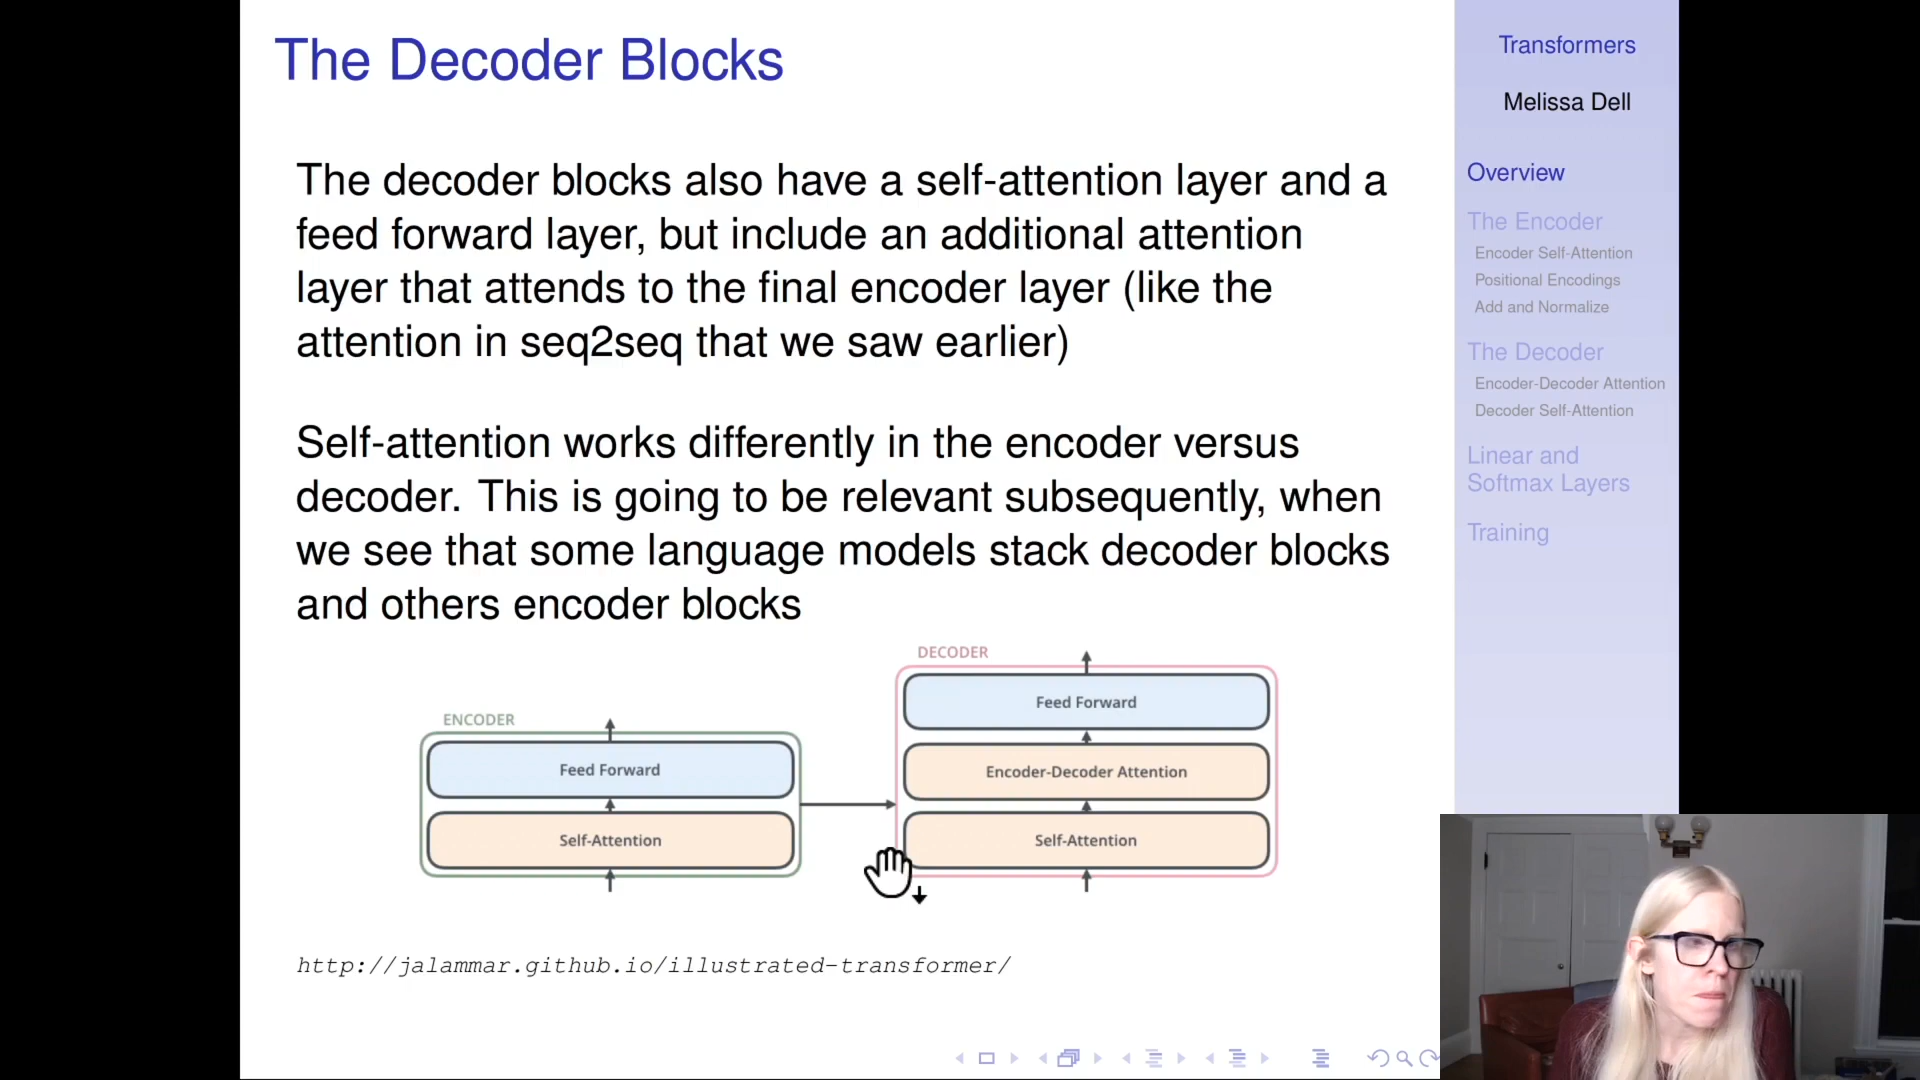 The Decoder Blocks
The decoder blocks also have a self-attention layer and a
feed forward layer, but include an additional attention
layer that attends to the final encoder layer (like the
attention in seq2seq that we saw earlier)
Self-attention works differently in the encoder versus
decoder. This is going to be relevant subsequently, when
we see that some language models stack decoder blocks
and others encoder blocks
ENCODER
Feed Forward
Self-Attention
DECODER
Feed Forward
Encoder-Decoder Attention
Self-Attention
http://jalammar.github.io/illustrated-transformer/
Transformers
Melissa Dell
Overview
The Encoder
Encoder Self-Attention
Positional Encodings
Add and Normalize
The Decoder
Encoder-Decoder Attention
Decoder Self-Attention
Linear and
Softmax Layers
Training